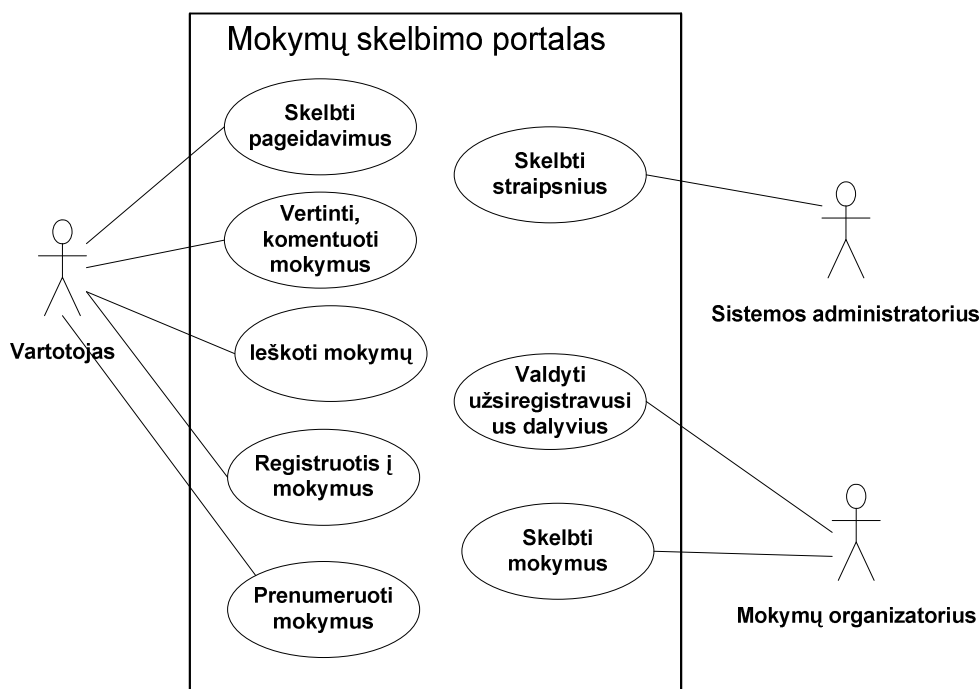 Mokymų skelbimo portalas
Skelbti
pageidavimus
Skelbti
straipsnius
Vertinti,
komentuoti
mokymus
Sistemos administratorius
Vartotojas
Ieškoti mokymų
Valdyti
užsiregistravusi
us dalyvius
Registruotis į
mokymus
Skelbti
mokymus
Prenumeruoti
mokymus
Mokymų organizatorius